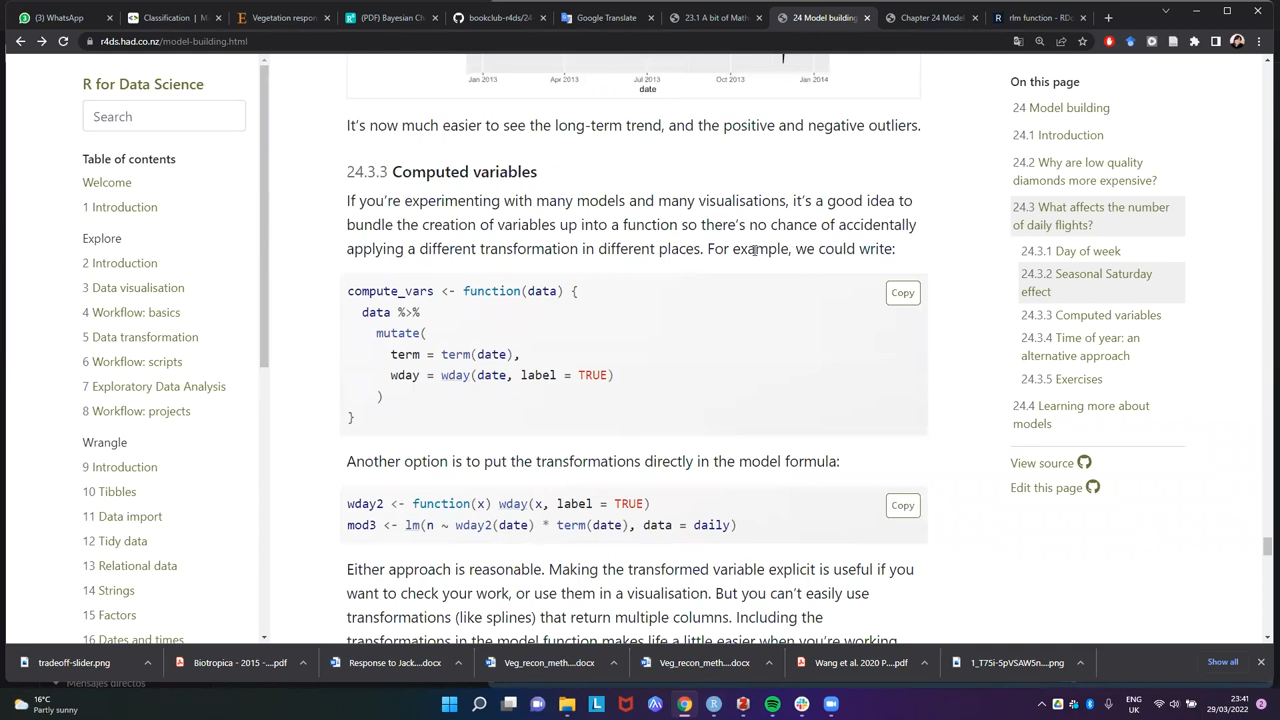 WhatsApp
Classification | M
Vegetation respon
(PDF) Bayesian Ch
bookclub-r4ds/24
Google Translate
23.1 A bit of Math
24 Model building
Chapter 24 Model
rlm function - RDo
r4ds.had.co.nz/model-building.html
R for Data Science
Search
Table of contents
Welcome
1 Introduction
Explore
2 Introduction
3 Data visualisation
4 Workflow: basics
5 Data transformation
6 Workflow: scripts
7 Exploratory Data Analysis
8 Workflow: projects
Wrangle
9 Introduction
10 Tibbles
11 Data import
12 Tidy data
13 Relational data
14 Strings
15 Factors
16 Dates and times
Jan 2013
Apr 2013
Jul 2013
Oct 2013
Jan 2014
date
It's now much easier to see the long-term trend, and the positive and negative outliers.
24.3.3 Computed variables
If you're experimenting with many models and many visualisations, it's a good idea to
bundle the creation of variables up into a function so there's no chance of accidentally
applying a different transformation in different places. For example, we could write:
compute_vars <- function(data) {
data %>%
mutate(
term = term(date),
wday = wday(date, label = TRUE)
)
}
Copy
Another option is to put the transformations directly in the model formula:
wday2 <- function(x) wday(x, label = TRUE)
mod3 <- lm(n ~ wday2(date) * term(date), data = daily)
Copy
Either approach is reasonable. Making the transformed variable explicit is useful if you
want to check your work, or use them in a visualisation. But you can't easily use
transformations (like splines) that return multiple columns. Including the
transformations in the model function makes life a little easier when you're working
On this page
24 Model building
24.1 Introduction
24.2 Why are low quality
diamonds more expensive?
24.3 What affects the number
of daily flights?
24.3.1 Day of week
24.3.2 Seasonal Saturday
effect
24.3.3 Computed variables
24.3.4 Time of year: an
alternative approach
24.3.5 Exercises
24.4 Learning more about
models
View source
Edit this page
tradeoff-slider.png
Biotropica - 2015 - ....pdf
Response to Jack....docx
Veg_recon_meth....docx
Veg_recon_meth....docx
Wang et al. 2020 P....pdf
1_T75i-5pVSAW5n....png
Show all
Mensajes directos
16°C
Partly sunny
ENG
UK
23:41
29/03/2022